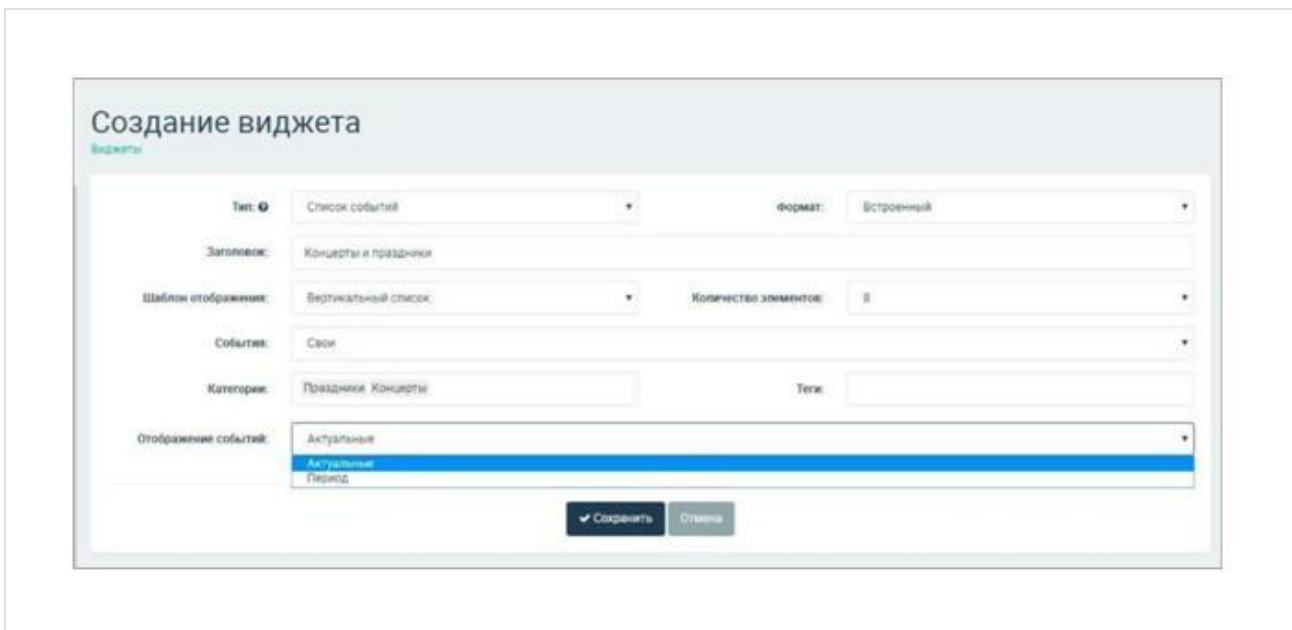 Создание виджета
Виджеты
Тип: Список событий Формат: Встроенный
Заголовок: Концерты и праздники
Шаблон отображения: Вертикальный список Количество элементов: 8
События: Свои
Категории: Праздники Концерты Теги:
Отображение событий: Актуальные
Актуальные
Период
Сохранить Отмена